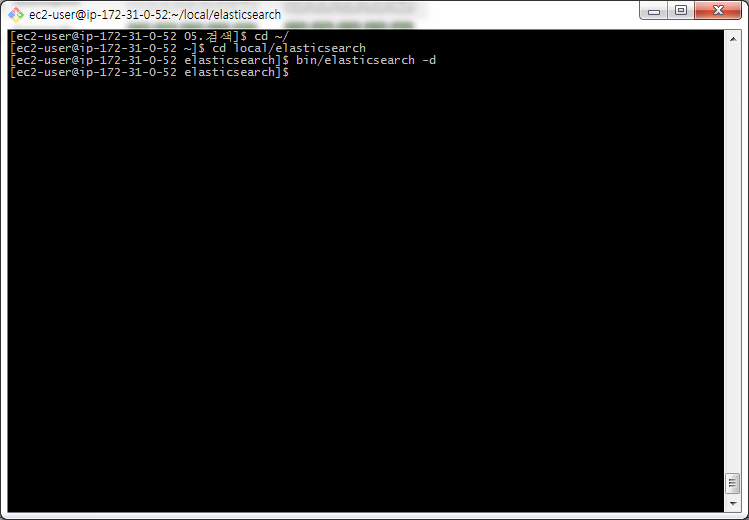 ec2-user@ip-172-31-0-52:~/local/elasticsearch
[ec2-user@ip-172-31-0-52 05.검색]$ cd ~/
[ec2-user@ip-172-31-0-52 ~]$ cd local/elasticsearch
[ec2-user@ip-172-31-0-52 elasticsearch]$ bin/elasticsearch -d
[ec2-user@ip-172-31-0-52 elasticsearch]$